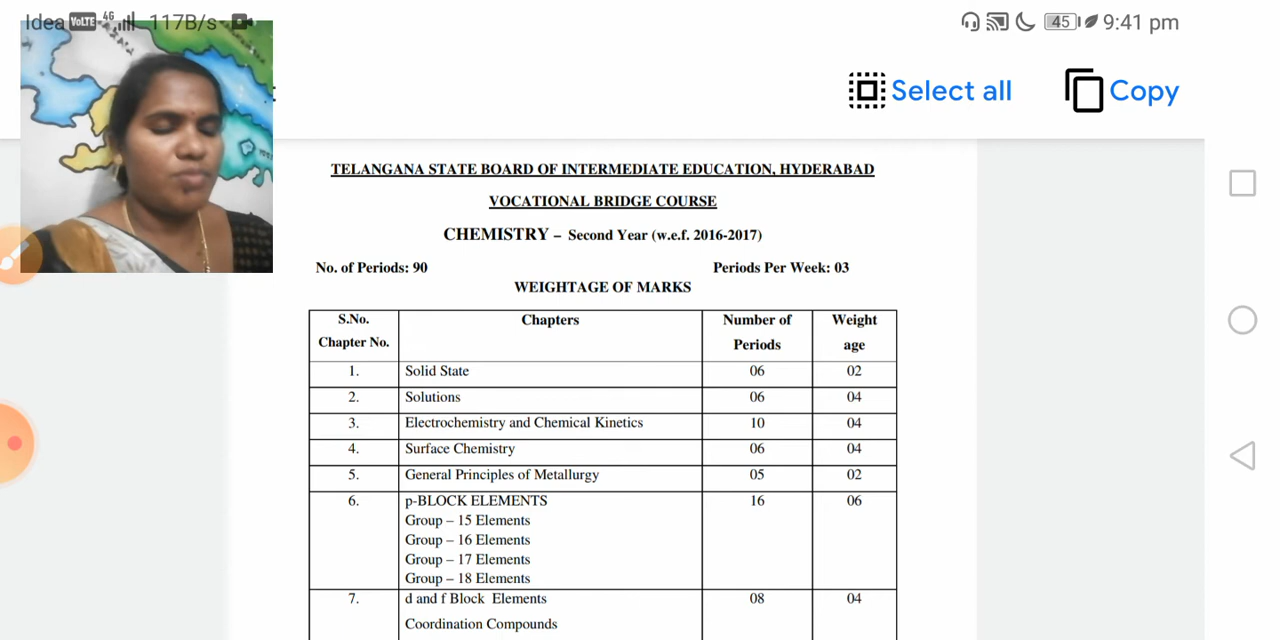 Idea VoLTE 4G 117B/s 45 9:41 pm
Select all Copy
TELANGANA STATE BOARD OF INTERMEDIATE EDUCATION, HYDERABAD
VOCATIONAL BRIDGE COURSE
CHEMISTRY – Second Year (w.e.f. 2016-2017)
No. of Periods: 90 Periods Per Week: 03
WEIGHTAGE OF MARKS
S.No. Chapters Number of Weight
Chapter No. Periods age
1. Solid State 06 02
2. Solutions 06 04
3. Electrochemistry and Chemical Kinetics 10 04
4. Surface Chemistry 06 04
5. General Principles of Metallurgy 05 02
6. p-BLOCK ELEMENTS 16 06
Group – 15 Elements
Group – 16 Elements
Group – 17 Elements
Group – 18 Elements
7. d and f Block Elements 08 04
Coordination Compounds